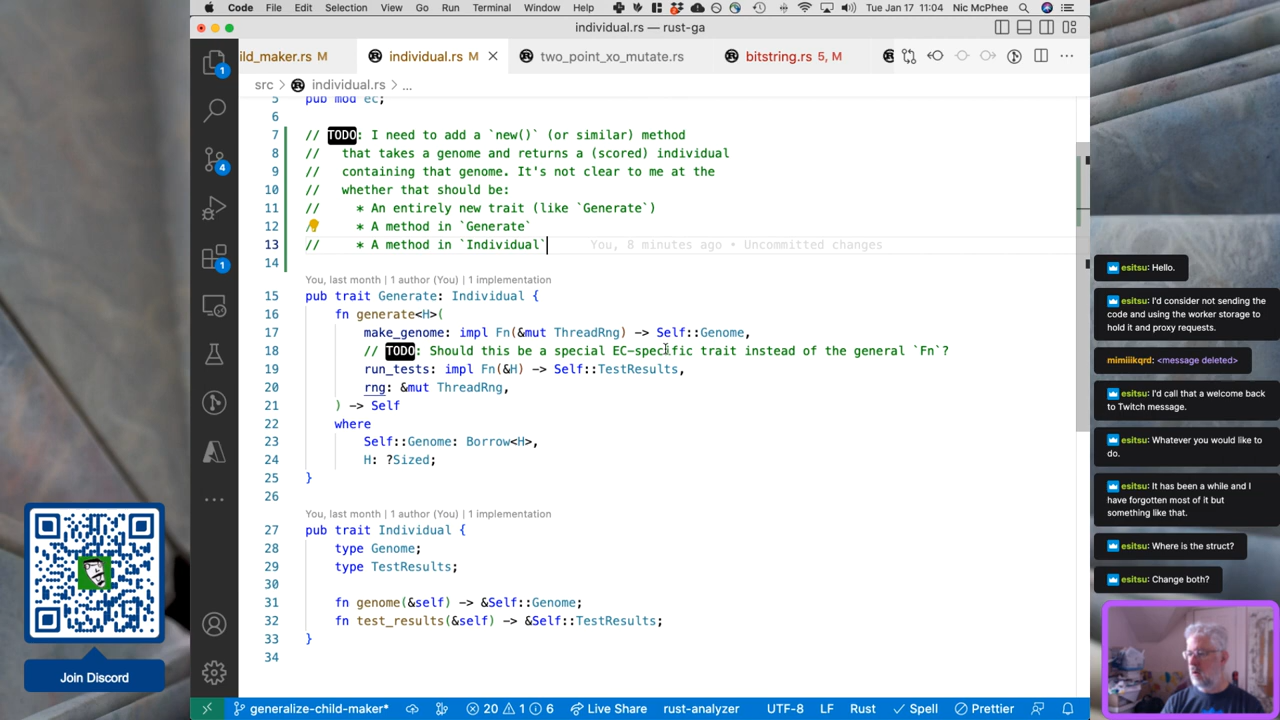 Code File Edit Selection View Go Run Terminal Window Help Tue Jan 17 11:04 Nic McPhee
individual.rs — rust-ga
ild_maker.rs M individual.rs M two_point_xo_mutate.rs bitstring.rs 5, M
src > individual.rs > ...
5 pub mod ec;
6
7 // TODO: I need to add a `new()` (or similar) method
8 // that takes a genome and returns a (scored) individual
9 // containing that genome. It's not clear to me at the
10 // whether that should be:
11 // * An entirely new trait (like `Generate`)
12 // * A method in `Generate`
13 // * A method in `Individual` You, 8 minutes ago • Uncommitted changes
14
You, last month | 1 author (You) | 1 implementation
15 pub trait Generate: Individual {
16 fn generate<H>(
17 make_genome: impl Fn(&mut ThreadRng) -> Self::Genome,
18 // TODO: Should this be a special EC-specific trait instead of the general `Fn`?
19 run_tests: impl Fn(&H) -> Self::TestResults,
20 rng: &mut ThreadRng,
21 ) -> Self
22 where
23 Self::Genome: Borrow<H>,
24 H: ?Sized;
25 }
26
You, last month | 1 author (You) | 1 implementation
27 pub trait Individual {
28 type Genome;
29 type TestResults;
30
31 fn genome(&self) -> &Self::Genome;
32 fn test_results(&self) -> &Self::TestResults;
33 }
34
1
4
1
generalize-child-maker* 20 1 6 Live Share rust-analyzer UTF-8 LF Rust Spell Prettier
Join Discord
esitsu: Hello.
esitsu: I'd consider not sending the
code and using the worker storage to
hold it and proxy requests.
mimiiikqrd: <message deleted>
esitsu: I'd call that a welcome back
to Twitch message.
esitsu: Whatever you would like to
do.
esitsu: It has been a while and I
have forgotten most of it but
something like that.
esitsu: Where is the struct?
esitsu: Change both?